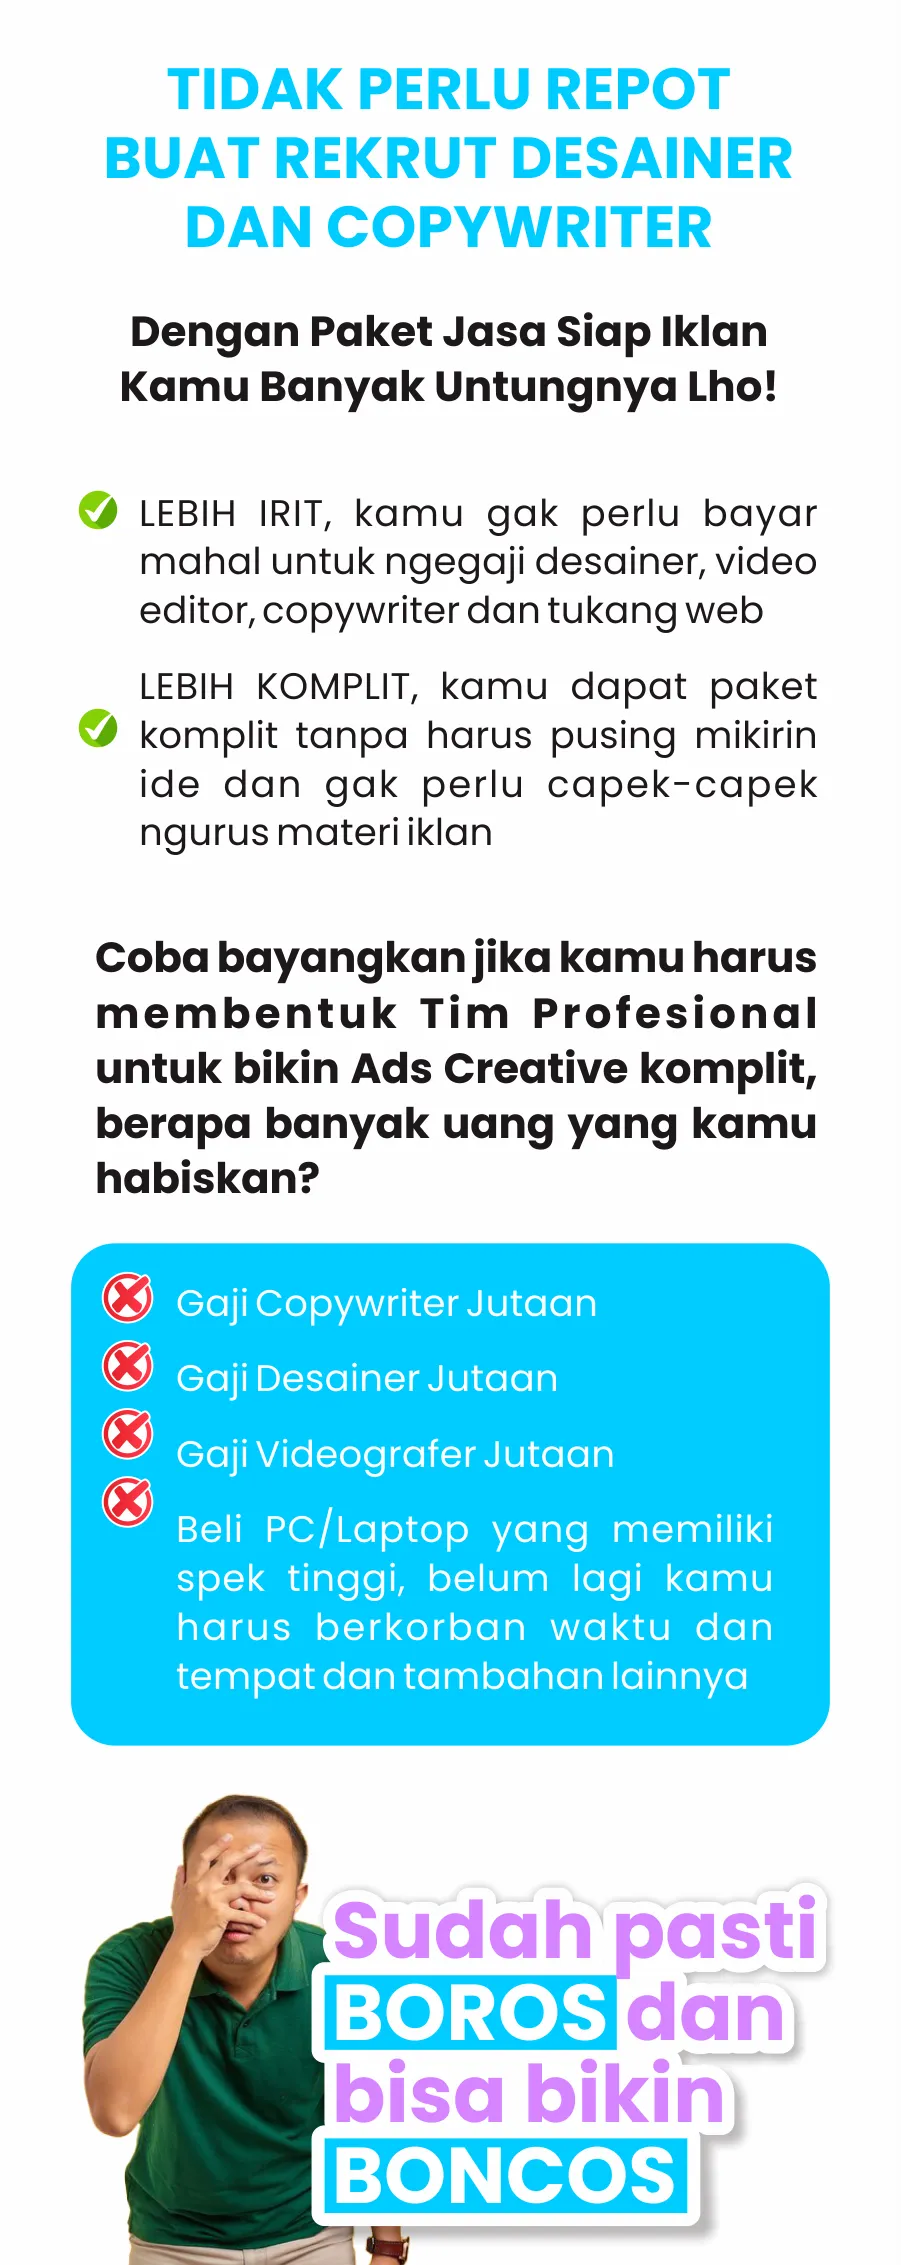 TIDAK PERLU REPOT
BUAT REKRUT DESAINER
DAN COPYWRITER
Dengan Paket Jasa Siap Iklan
Kamu Banyak Untungnya Lho!
LEBIH IRIT, kamu gak perlu bayar
mahal untuk ngegaji desainer, video
editor, copywriter dan tukang web
LEBIH KOMPLIT, kamu dapat paket
komplit tanpa harus pusing mikirin
ide dan gak perlu capek-capek
ngurus materi iklan
Coba bayangkan jika kamu harus
membentuk Tim Profesional
untuk bikin Ads Creative komplit,
berapa banyak uang yang kamu
habiskan?
Gaji Copywriter Jutaan
Gaji Desainer Jutaan
Gaji Videografer Jutaan
Beli PC/Laptop yang memiliki
spek tinggi, belum lagi kamu
harus berkorban waktu dan
tempat dan tambahan lainnya
Sudah pasti
BOROS dan
bisa bikin
BONCOS